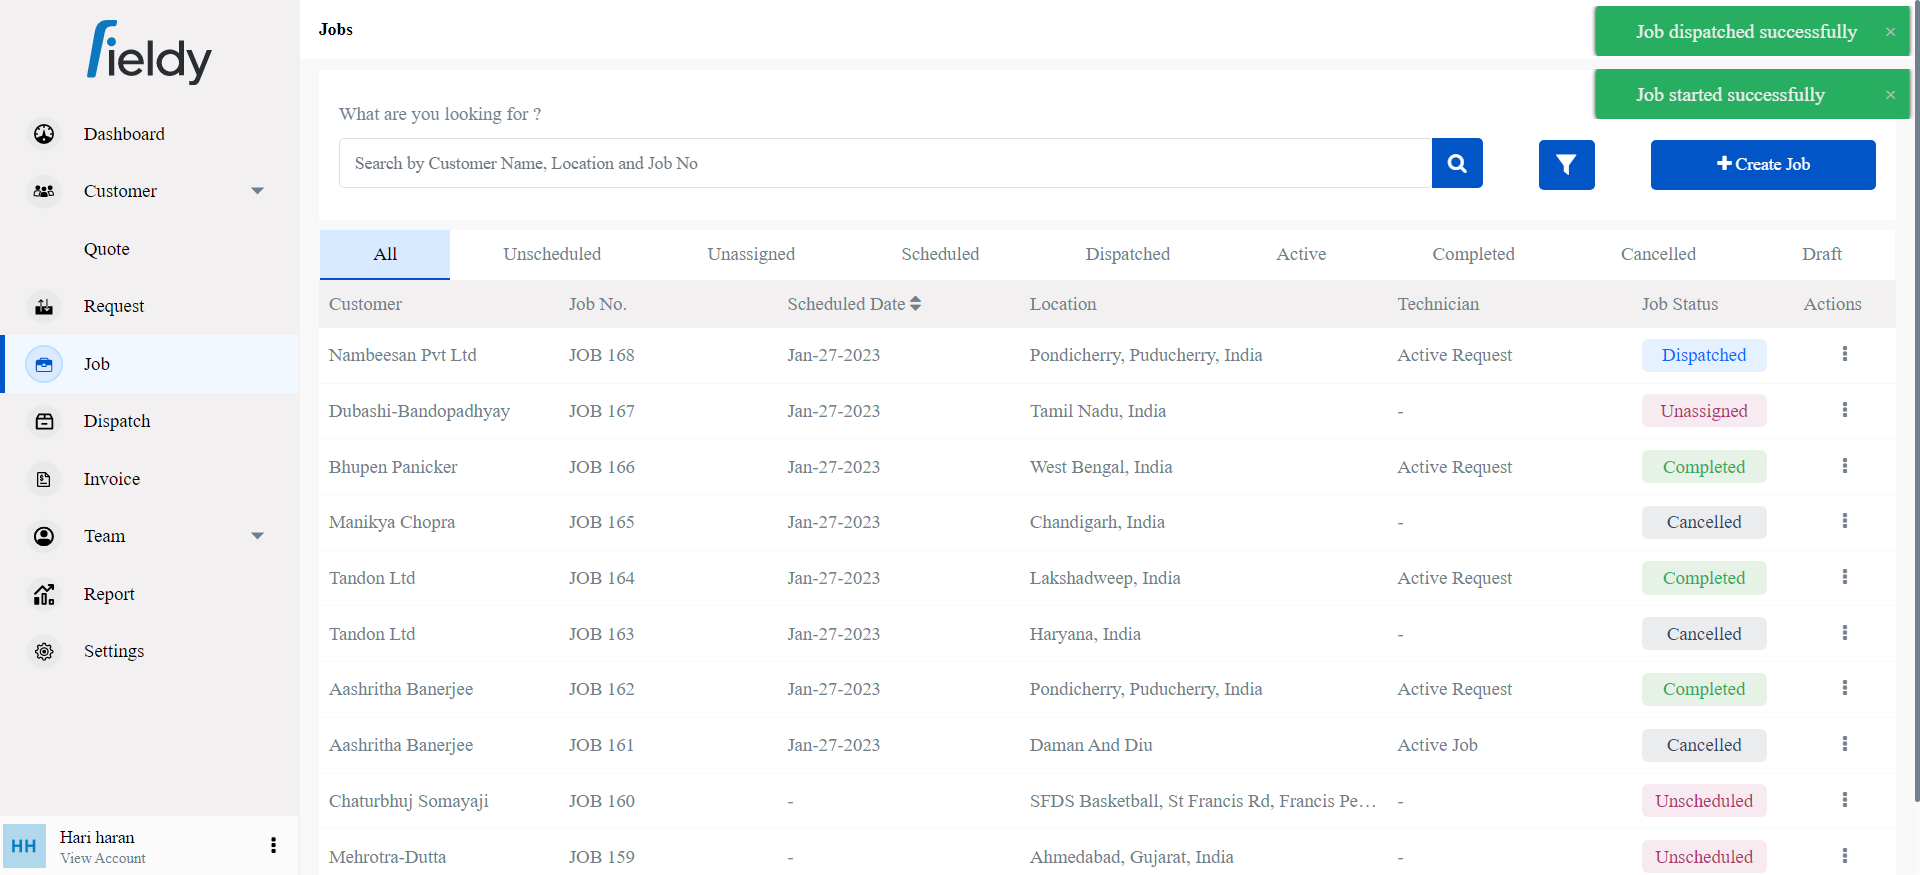 fieldy
Dashboard
Customer
Quote
Request
Job
Dispatch
Invoice
Team
Report
Settings
HH
Hari haran
View Account
Jobs
Job dispatched successfully ×
Job started successfully ×
What are you looking for ?
Search by Customer Name, Location and Job No
Create Job
All Unscheduled Unassigned Scheduled Dispatched Active Completed Cancelled Draft
Customer Job No. Scheduled Date Location Technician Job Status Actions
Nambeesan Pvt Ltd JOB 168 Jan-27-2023 Pondicherry, Puducherry, India Active Request Dispatched
Dubashi-Bandopadhyay JOB 167 Jan-27-2023 Tamil Nadu, India - Unassigned
Bhupen Panicker JOB 166 Jan-27-2023 West Bengal, India Active Request Completed
Manikya Chopra JOB 165 Jan-27-2023 Chandigarh, India - Cancelled
Tandon Ltd JOB 164 Jan-27-2023 Lakshadweep, India Active Request Completed
Tandon Ltd JOB 163 Jan-27-2023 Haryana, India - Cancelled
Aashritha Banerjee JOB 162 Jan-27-2023 Pondicherry, Puducherry, India Active Request Completed
Aashritha Banerjee JOB 161 Jan-27-2023 Daman And Diu Active Job Cancelled
Chaturbhuj Somayaji JOB 160 - SFDS Basketball, St Francis Rd, Francis Pe... - Unscheduled
Mehrotra-Dutta JOB 159 - Ahmedabad, Gujarat, India - Unscheduled